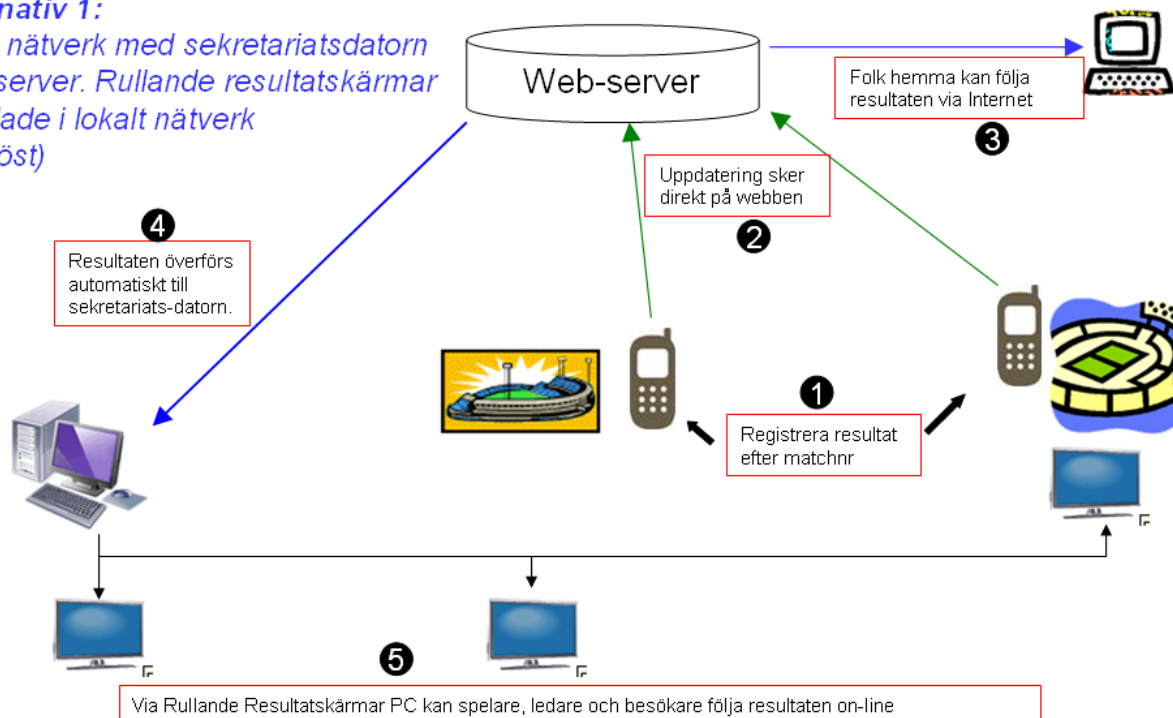 nativ 1:
nätverk med sekretariatsdatorn
server. Rullande resultatskärmar
lade i lokalt nätverk
öst)
Web-server
Folk hemma kan följa
resultaten via Internet
3
Uppdatering sker
direkt på webben
2
4
Resultaten överförs
automatiskt till
sekretariats-datorn.
1
Registrera resultat
efter matchnr
5
Via Rullande Resultatskärmar PC kan spelare, ledare och besökare följa resultaten on-line